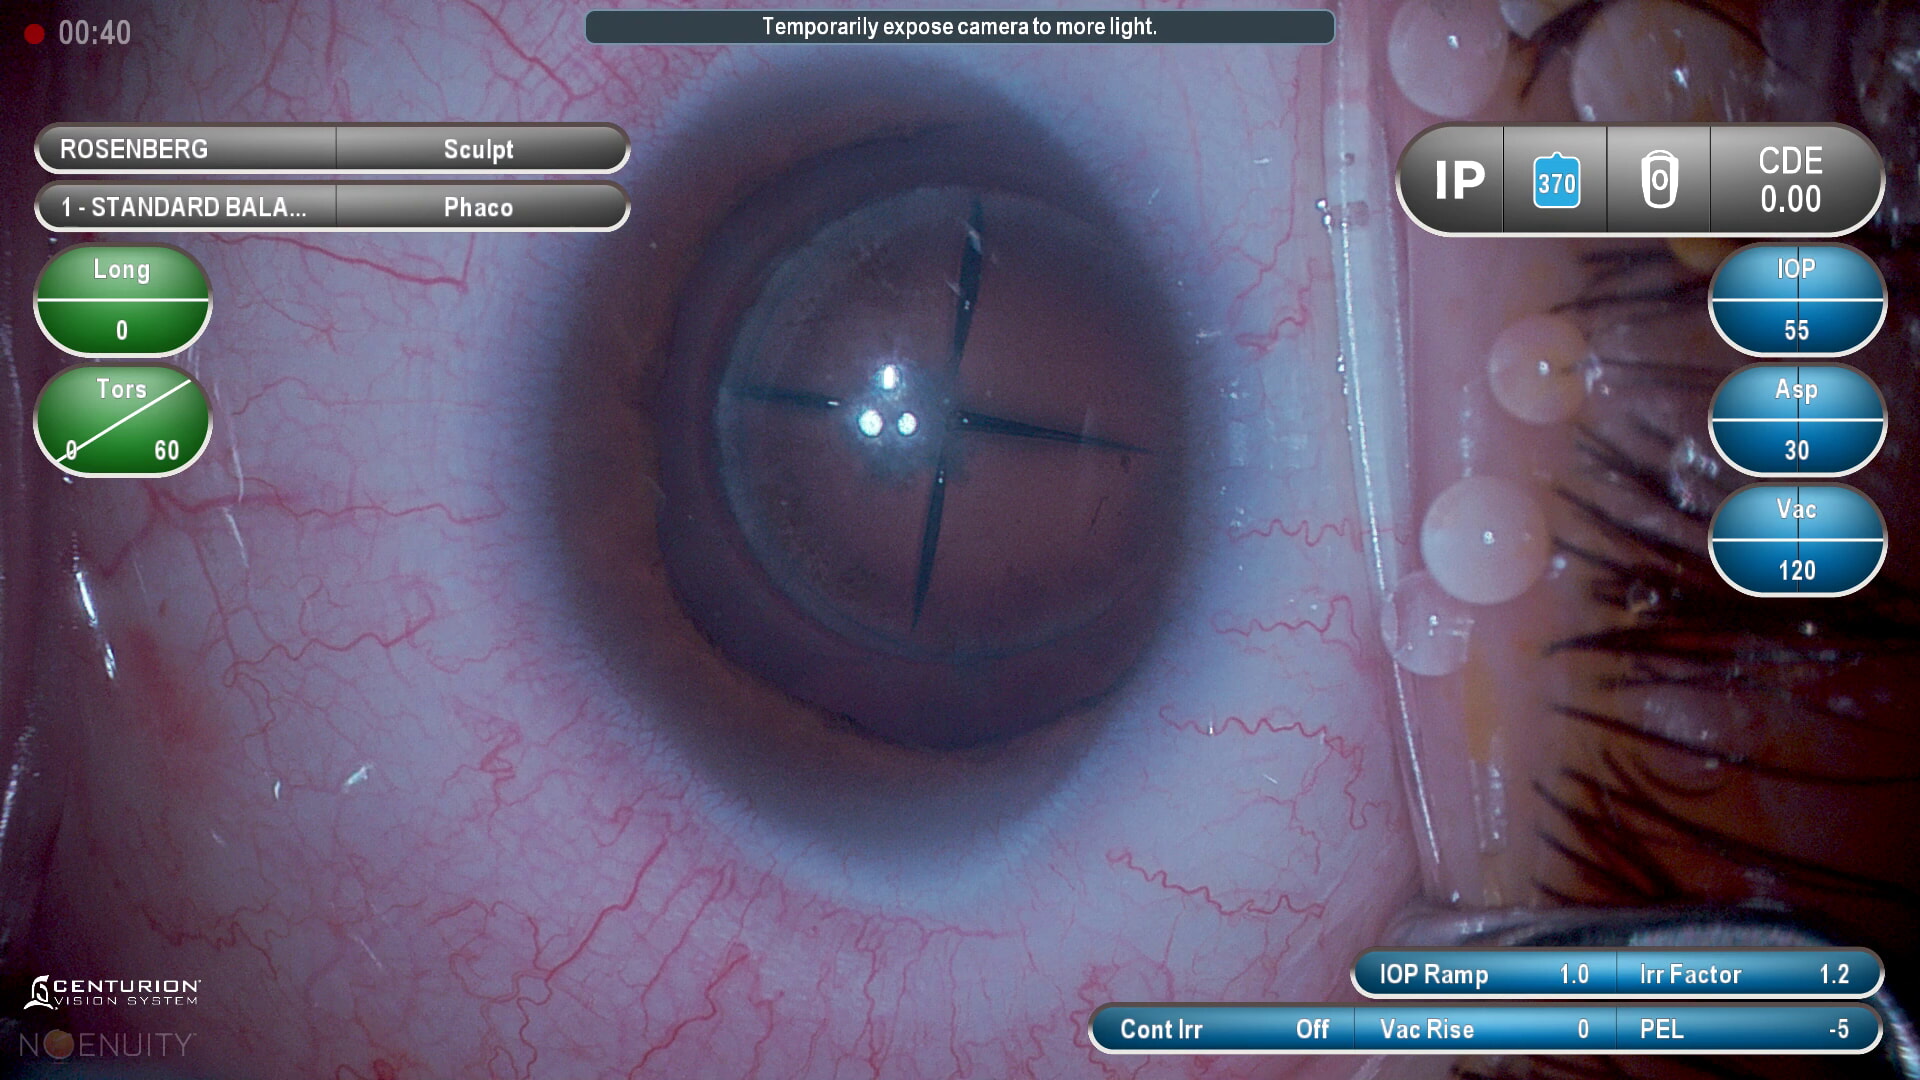 00:40
Temporarily expose camera to more light.
ROSENBERG Sculpt
1 - STANDARD BALA... Phaco
Long
0
Tors
0 60
IP 370 0 CDE
0.00
IOP
55
Asp
30
Vac
120
IOP Ramp 1.0 Irr Factor 1.2
Cont Irr Off Vac Rise 0 PEL -5
CENTURION
VISION SYSTEM
NGENUITY